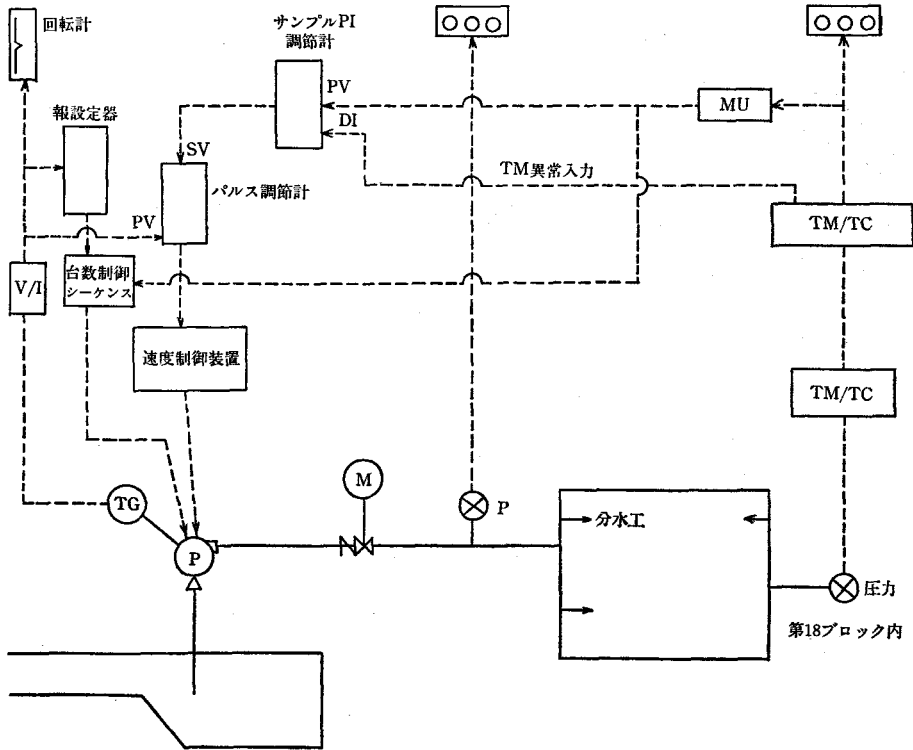 回転計
サンプルPI
調節計
報設定器
PV
DI
MU
SV
パルス調節計
TM異常入力
PV
TM/TC
台数制御
シーケンス
V/I
速度制御装置
TM/TC
M
TG
P
分水工
P
圧力
第18ブロック内